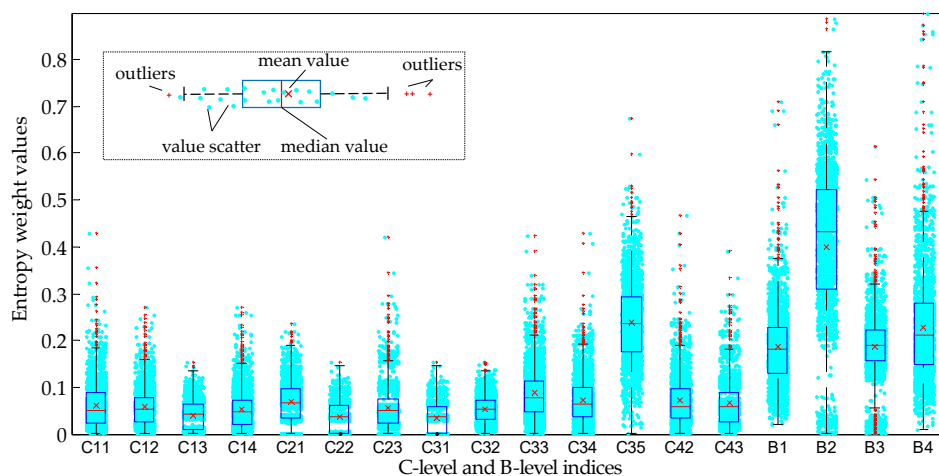 0.8
0.7
0.6
0.5
0.4
0.3
0.2
0.1
0
Entropy weight values
outliers
mean value
outliers
value scatter
median value
C11 C12 C13 C14 C21 C22 C23 C31 C32 C33 C34 C35 C42 C43 B1 B2 B3 B4
C-level and B-level indices